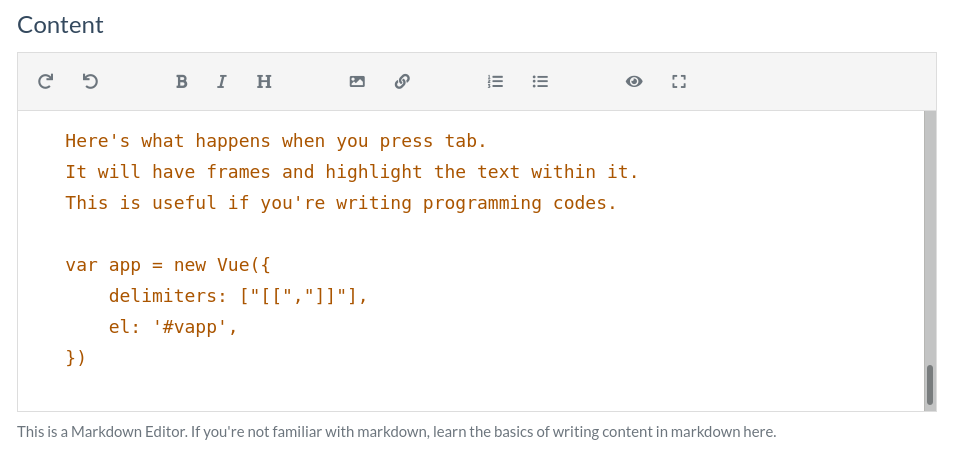 Content
B I H
Here's what happens when you press tab.
It will have frames and highlight the text within it.
This is useful if you're writing programming codes.
var app = new Vue({
    delimiters: ["[[","]]"],
    el: '#vapp',
})
This is a Markdown Editor. If you're not familiar with markdown, learn the basics of writing content in markdown here.